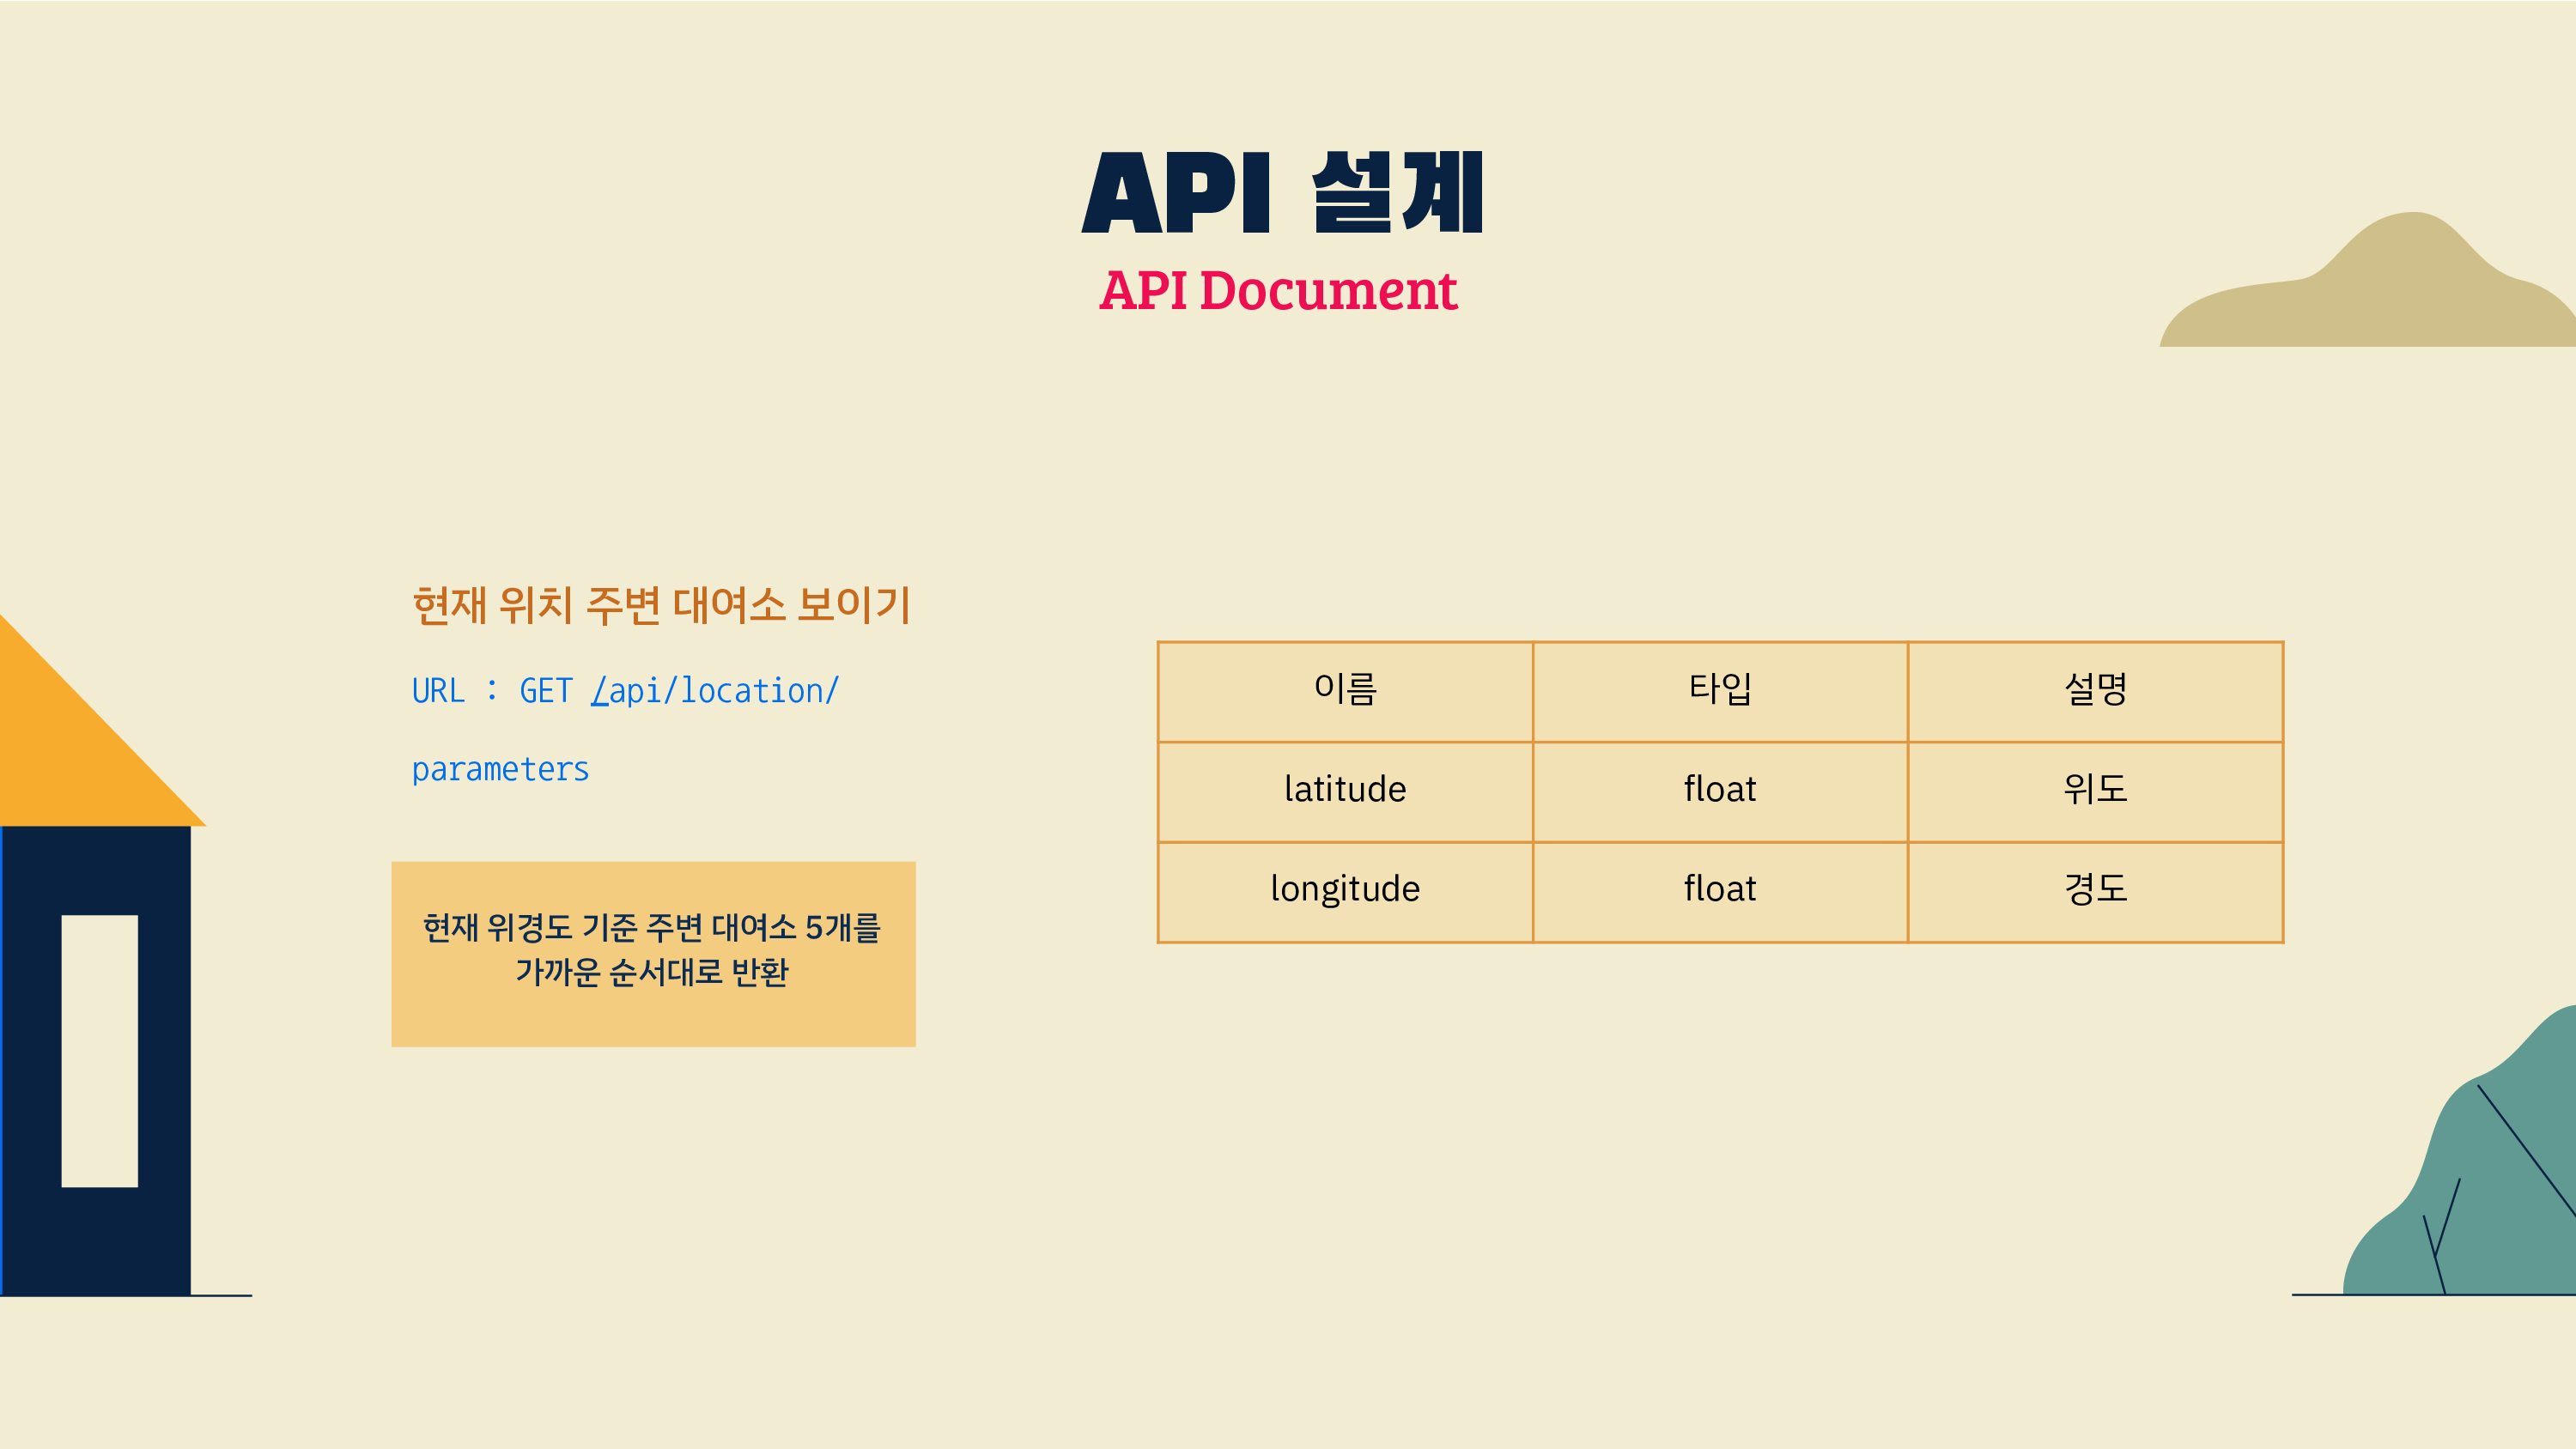 API 설계
API Document
현재 위치 주변 대여소 보이기
URL : GET /api/location/
parameters
현재 위경도 기준 주변 대여소 5개를
가까운 순서대로 반환
이름 타입 설명
latitude float 위도
longitude float 경도